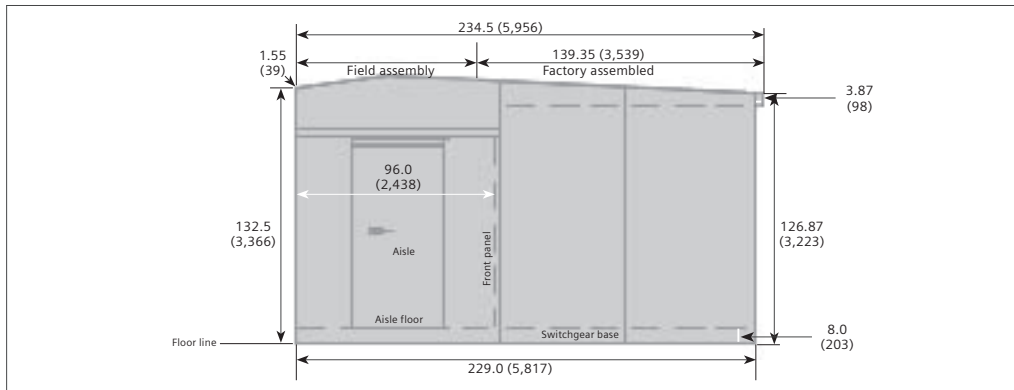 234.5 (5,956)
1.55
(39)
139.35 (3,539)
Field assembly
Factory assembled
3.87
(98)
96.0
(2,438)
132.5
(3,366)
126.87
(3,223)
Aisle
Front panel
Aisle floor
Switchgear base
Floor line
8.0
(203)
229.0 (5,817)